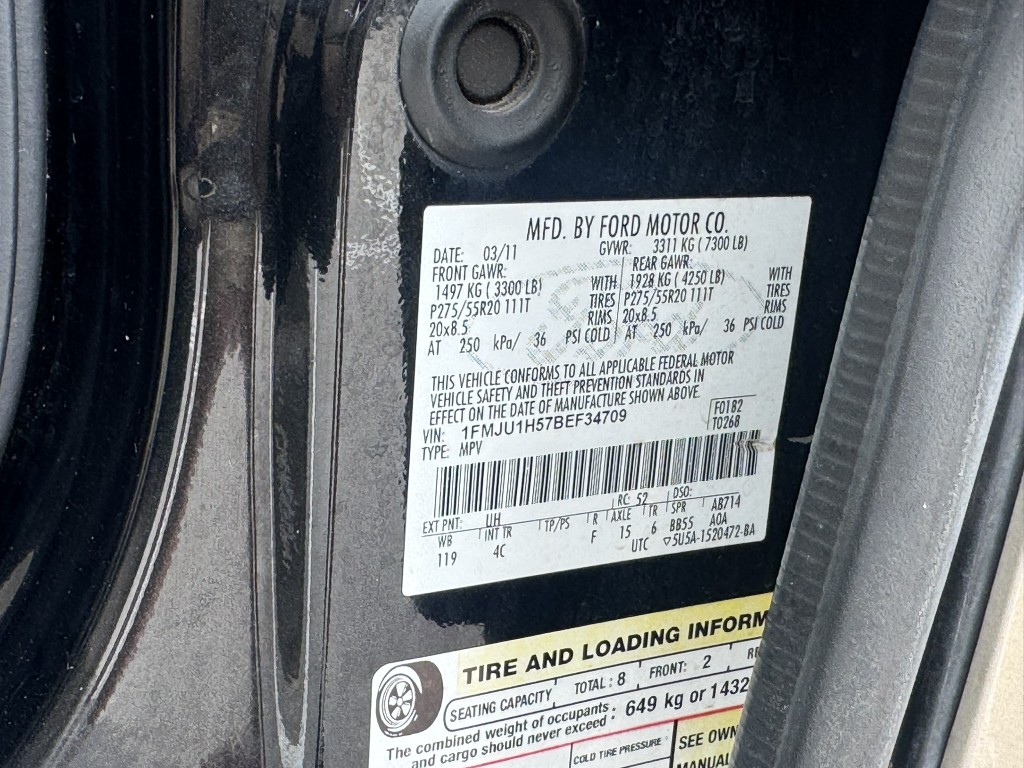 MFD. BY FORD MOTOR CO.
DATE: 03/11 GVWR: 3311 KG ( 7300 LB)
FRONT GAWR: REAR GAWR:
1497 KG ( 3300 LB) WITH 1928 KG ( 4250 LB) WITH
P275/55R20 111T TIRES P275/55R20 111T TIRES
20x8.5 RIMS 20x8.5 RIMS
AT 250 kPa/ 36 PSI COLD AT 250 kPa/ 36 PSI COLD
THIS VEHICLE CONFORMS TO ALL APPLICABLE FEDERAL MOTOR
VEHICLE SAFETY AND THEFT PREVENTION STANDARDS IN
EFFECT ON THE DATE OF MANUFACTURE SHOWN ABOVE.
VIN: 1FMJU1H57BEF34709 F0182
TYPE: MPV T0268
EXT PNT: UH RC: 52 DSO:
WB INT TR TP/PS R AXLE TR SPR AB714
119 4C F 15 6 BB55 AOA
UTC ▽5U5A-1520472-BA
TIRE AND LOADING INFORM
SEATING CAPACITY TOTAL: 8 FRONT: 2
The combined weight of occupants : 649 kg or 1432
and cargo should never exceed
COLD TIRE PRESSURE SEE OWN
MANUAL